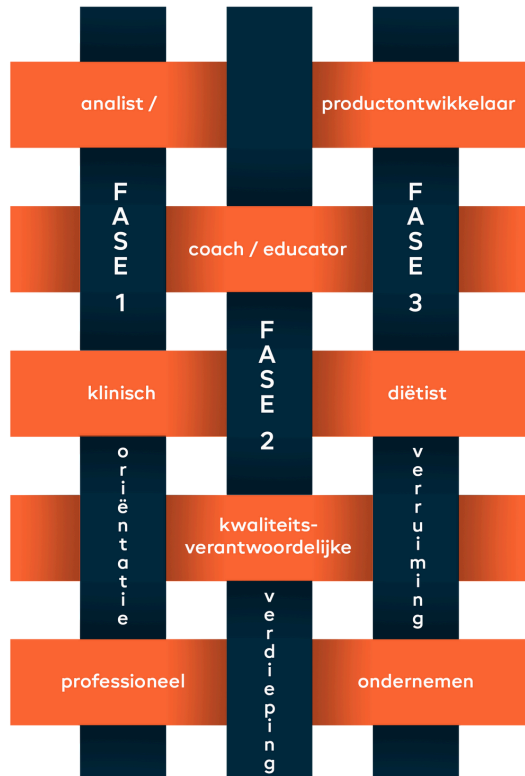 analist /
productontwikkelaar
FASE 1
FASE 3
coach / educator
FASE 2
klinisch
diëtist
oriëntatie
verruiming
kwaliteits-
verantwoordelijke
verdieping
professioneel
ondernemen